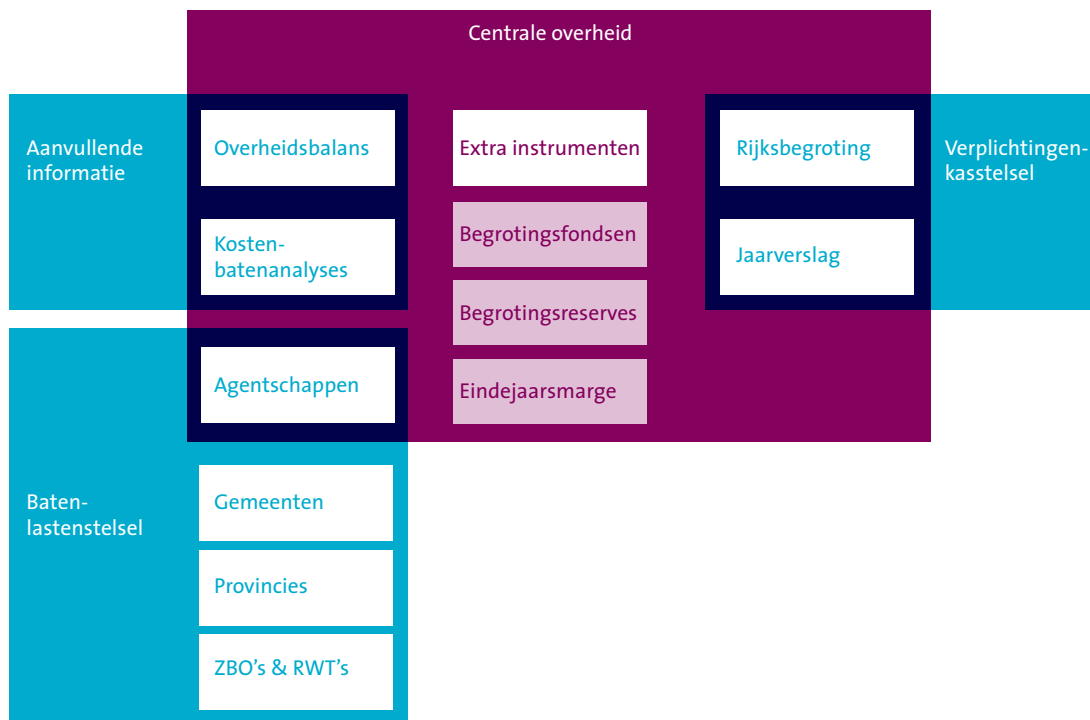 Centrale overheid
Aanvullende
informatie
Overheidsbalans
Kosten-
batenanalyses
Extra instrumenten
Begrotingsfondsen
Begrotingsreserves
Eindejaarsmarge
Rijksbegroting
Jaarverslag
Verplichtingen-
kasstelsel
Baten-
lastenstelsel
Agentschappen
Gemeenten
Provincies
ZBO's & RWT's